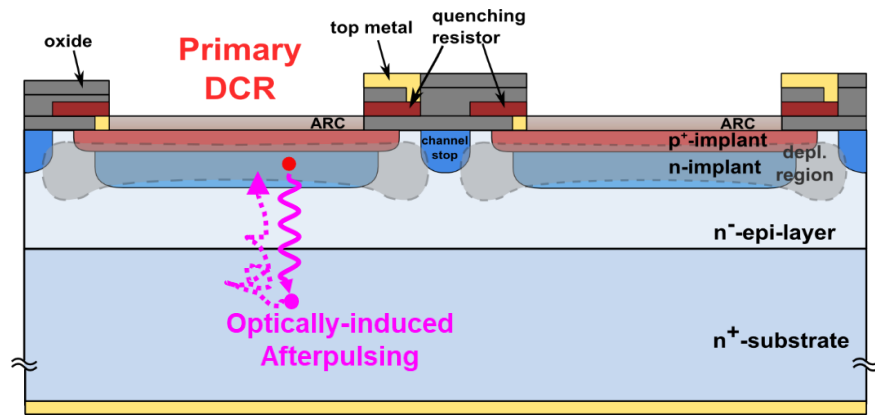 oxide
Primary
DCR
top metal
quenching
resistor
ARC
ARC
channel
stop
p⁺-implant
n-implant
depl.
region
n⁻-epi-layer
Optically-induced
Afterpulsing
n⁺-substrate